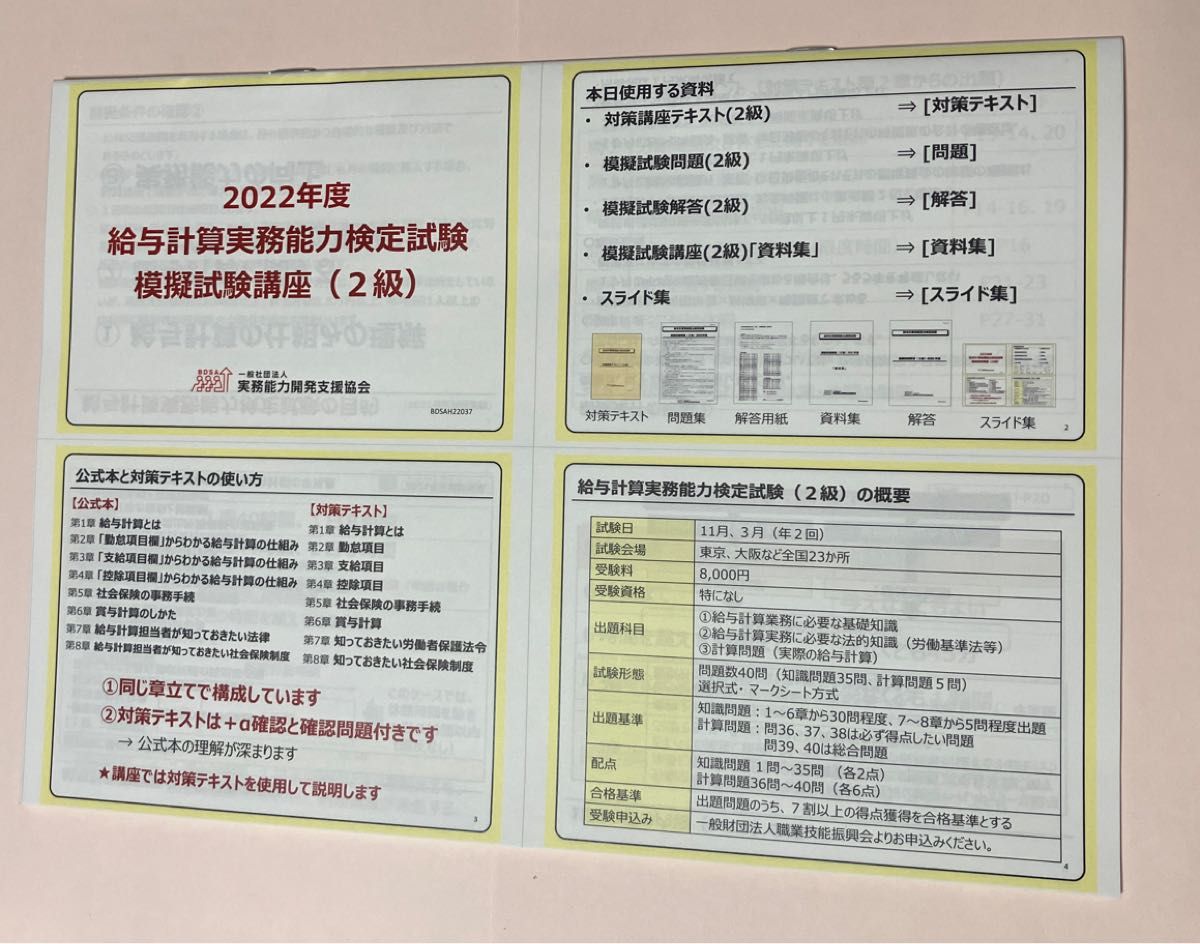 2022年度
給与計算実務能力検定試験
模擬試験講座（２級）
BDSA
一般社団法人
実務能力開発支援協会
BDSAH22037
本日使用する資料
・ 対策講座テキスト(2級) ⇒ [対策テキスト]
・ 模擬試験問題(2級) ⇒ [問題]
・ 模擬試験解答(2級) ⇒ [解答]
・ 模擬試験講座(2級)「資料集」 ⇒ [資料集]
・ スライド集 ⇒ [スライド集]
対策テキスト 問題集 解答用紙 資料集 解答 スライド集
2
公式本と対策テキストの使い方
【公式本】
第1章 給与計算とは
第2章 「勤怠項目欄」からわかる給与計算の仕組み
第3章 「支給項目欄」からわかる給与計算の仕組み
第4章 「控除項目欄」からわかる給与計算の仕組み
第5章 社会保険の事務手続
第6章 賞与計算のしかた
第7章 給与計算担当者が知っておきたい法律
第8章 給与計算担当者が知っておきたい社会保険制度
【対策テキスト】
第1章 給与計算とは
第2章 勤怠項目
第3章 支給項目
第4章 控除項目
第5章 社会保険の事務手続
第6章 賞与計算
第7章 知っておきたい労働者保護法令
第8章 知っておきたい社会保険制度
①同じ章立てで構成しています
②対策テキストは＋α確認と確認問題付きです
→ 公式本の理解が深まります
★講座では対策テキストを使用して説明します
3
給与計算実務能力検定試験（２級）の概要
試験日 11月、３月（年２回）
試験会場 東京、大阪など全国23か所
受験料 8,000円
受験資格 特になし
出題科目 ①給与計算業務に必要な基礎知識
②給与計算実務に必要な法的知識（労働基準法等）
③計算問題（実際の給与計算）
試験形態 問題数40問（知識問題35問、計算問題５問）
選択式・マークシート方式
出題基準 知識問題：1～6章から30問程度、7～8章から5問程度出題
計算問題：問36、37、38は必ず得点したい問題
問39、40は総合問題
配点 知識問題 １問～35問 （各2点）
計算問題36問～40問 （各6点）
合格基準 出題問題のうち、７割以上の得点獲得を合格基準とする
受験申込み 一般財団法人職業技能振興会よりお申込みください。
4